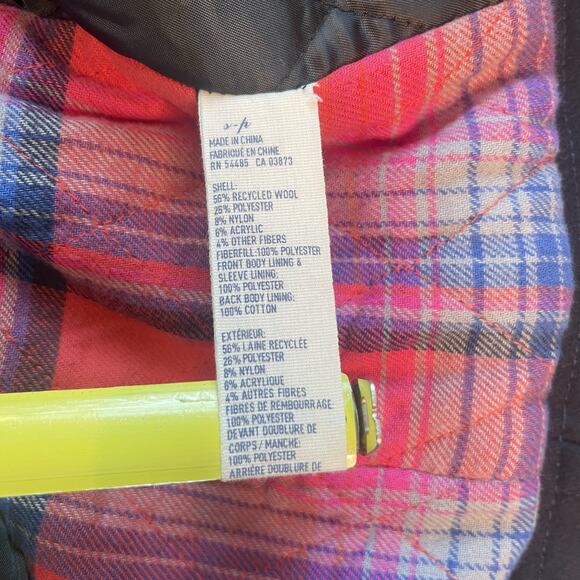 s-p
MADE IN CHINA
FABRIQUÉ EN CHINE
RN 54485 CA 03873
SHELL:
56% RECYCLED WOOL
26% POLYESTER
8% NYLON
6% ACRYLIC
4% OTHER FIBERS
FIBERFILL:100% POLYESTER
FRONT BODY LINING &
SLEEVE LINING:
100% POLYESTER
BACK BODY LINING:
100% COTTON
EXTÉRIEUR:
56% LAINE RECYCLÉE
26% POLYESTER
8% NYLON
6% ACRYLIQUE
4% AUTRES FIBRES
FIBRES DE REMBOURRAGE:
100% POLYESTER
DEVANT DOUBLURE DE
CORPS / MANCHE:
100% POLYESTER
ARRIÈRE DOUBLURE DE